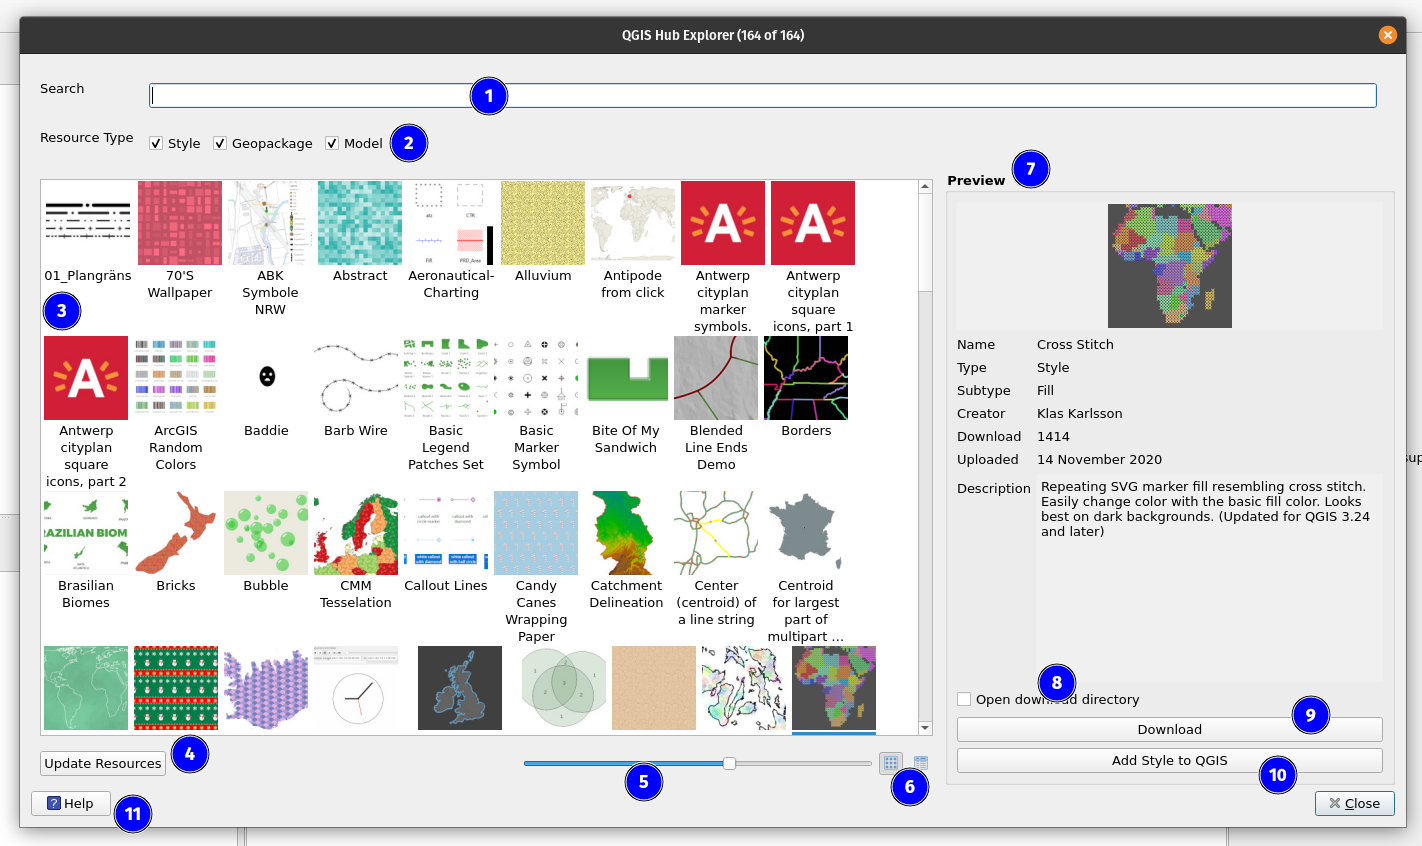 QGIS Hub Explorer (164 of 164)
Search
1
Resource Type
Style
Geopackage
Model
2
01_Plangräns
70'S
Wallpaper
ABK
Symbole
NRW
Abstract
Aeronautical-
Charting
Alluvium
Antipode
from click
Antwerp
cityplan
marker
symbols.
Antwerp
cityplan
square
icons, part 1
3
Antwerp
cityplan
square
icons, part 2
ArcGIS
Random
Colors
Baddie
Barb Wire
Basic
Legend
Patches Set
Basic
Marker
Symbol
Bite Of My
Sandwich
Blended
Line Ends
Demo
Borders
RAZILIAN BIOM
Brasilian
Biomes
Bricks
Bubble
CMM
Tesselation
Callout Lines
Candy
Canes
Wrapping
Paper
Catchment
Delineation
Center
(centroid) of
a line string
Centroid
for largest
part of
multipart ...
Update Resources
4
5
6
Help
11
7
Preview
Name Cross Stitch
Type Style
Subtype Fill
Creator Klas Karlsson
Download 1414
Uploaded 14 November 2020
Description Repeating SVG marker fill resembling cross stitch.
Easily change color with the basic fill color. Looks
best on dark backgrounds. (Updated for QGIS 3.24
and later)
8
Open download directory
9
Download
Add Style to QGIS
10
Close